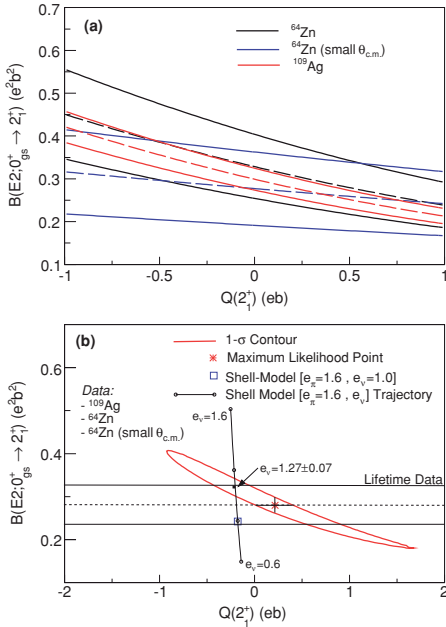 (a)
⁶⁴Zn
⁶⁴Zn (small θc.m.)
¹⁰⁹Ag
B(E2;0⁺gs → 2⁺1) (e²b²)
0.7
0.6
0.5
0.4
0.3
0.2
0.1
-1
-0.5
0
0.5
1
Q(2⁺1) (eb)
(b)
1-σ Contour
Maximum Likelihood Point
Shell-Model [eπ=1.6 , eν=1.0]
Shell Model [eπ=1.6 , eν] Trajectory
Data:
- ¹⁰⁹Ag
- ⁶⁴Zn
- ⁶⁴Zn (small θc.m.)
eν=1.6
eν=1.27±0.07
Lifetime Data
eν=0.6
B(E2;0⁺gs → 2⁺1) (e²b²)
0.8
0.6
0.4
0.2
-2
-1
0
1
2
Q(2⁺1) (eb)